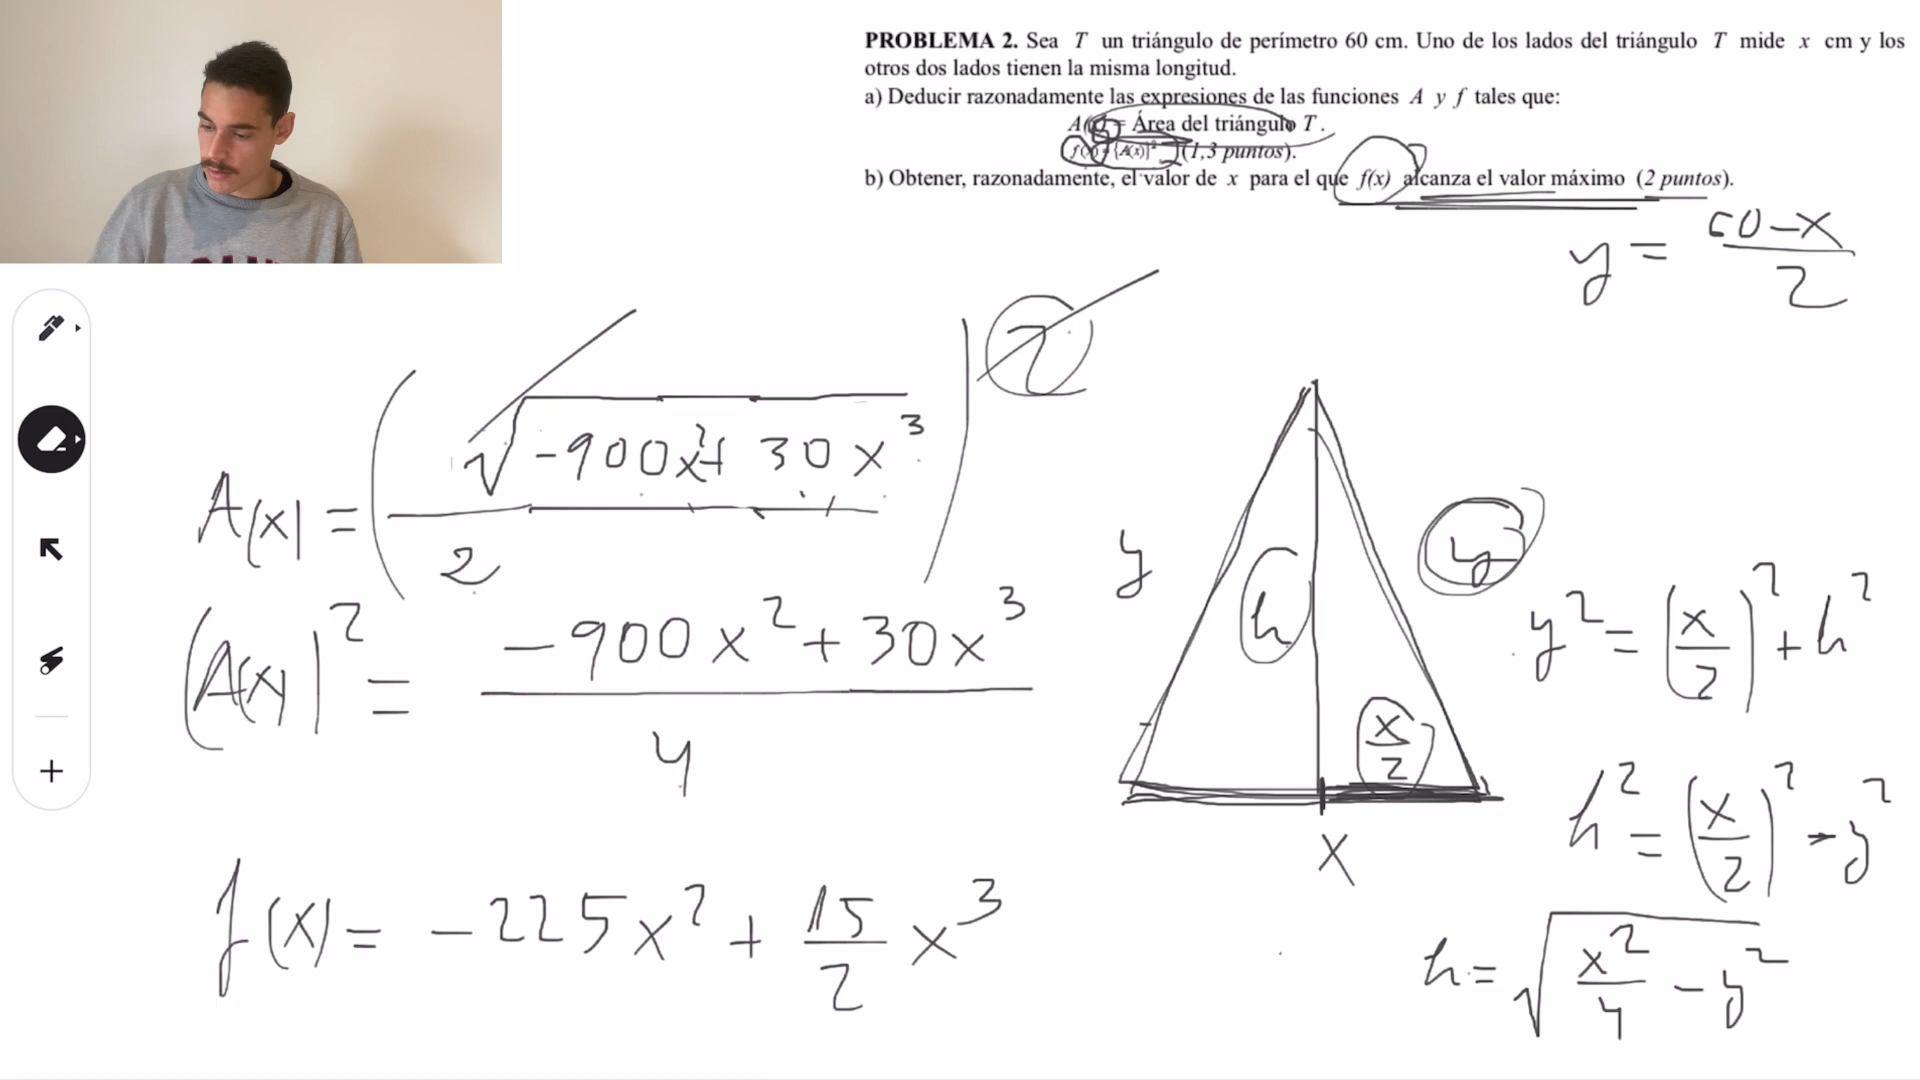 PROBLEMA 2. Sea T un triángulo de perímetro 60 cm. Uno de los lados del triángulo T mide x cm y los
otros dos lados tienen la misma longitud.
a) Deducir razonadamente las expresiones de las funciones A y f tales que:
A(x) = Área del triángulo T.
f(x) = {A(x)}² (1,3 puntos).
b) Obtener, razonadamente, el valor de x para el que f(x) alcanza el valor máximo (2 puntos).
y = 60-x / 2
A(x) = (√(-900x² + 30x³) / 2)²
(A(x))² = -900x² + 30x³ / 4
f(x) = -225x² + 15/2 x³
y
h
y
x/2
x
y² = (x/2)² + h²
h² = (x/2)² - y²
h = √(x²/4 - y²)